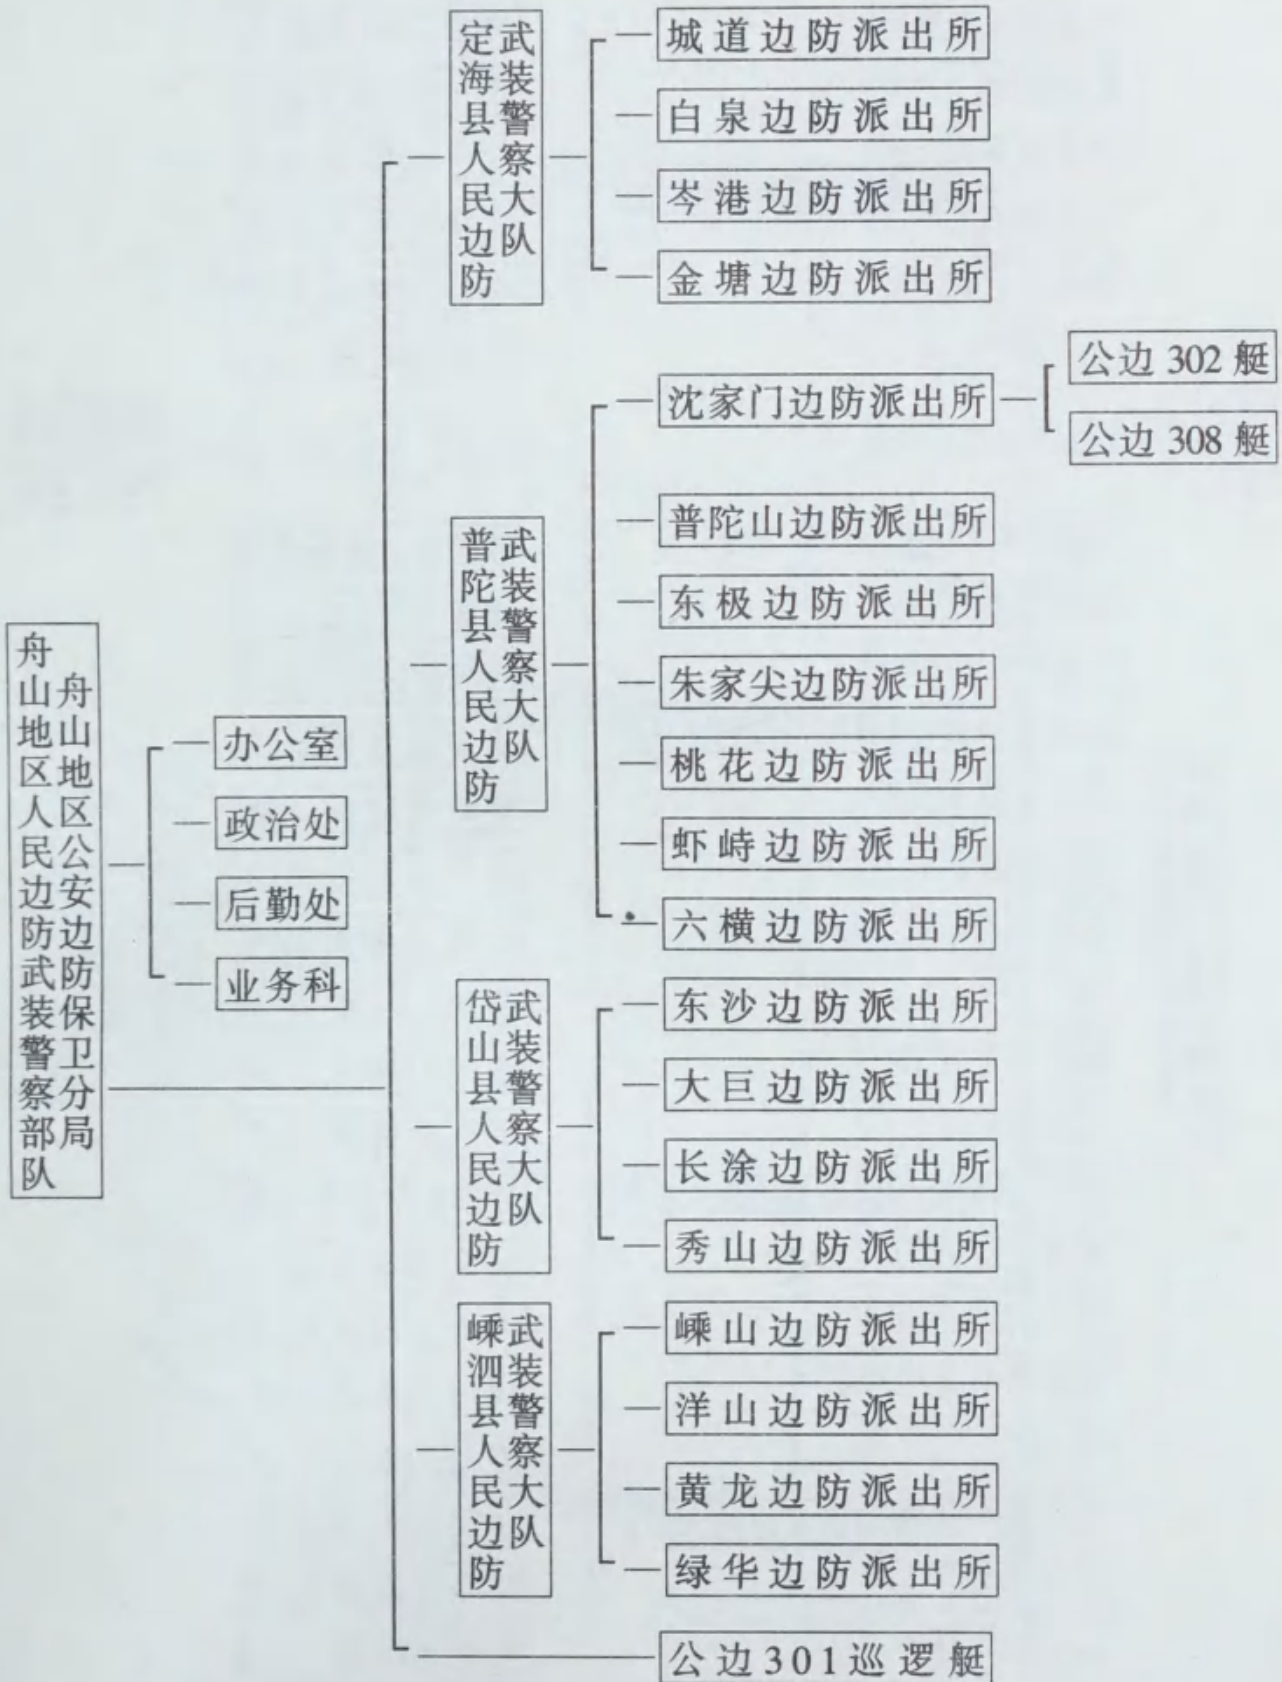 舟山地区人民边防武装警察部队
舟山地区公安边防保卫分局
办公室
政治处
后勤处
业务科
定海县人民边防
武装警察大队
城道边防派出所
白泉边防派出所
岑港边防派出所
金塘边防派出所
普陀县人民边防
武装警察大队
沈家门边防派出所
公边302艇
公边308艇
普陀山边防派出所
东极边防派出所
朱家尖边防派出所
桃花边防派出所
虾峙边防派出所
六横边防派出所
岱山县人民边防
武装警察大队
东沙边防派出所
大巨边防派出所
长涂边防派出所
秀山边防派出所
嵊泗县人民边防
武装警察大队
嵊山边防派出所
洋山边防派出所
黄龙边防派出所
绿华边防派出所
公边301巡逻艇